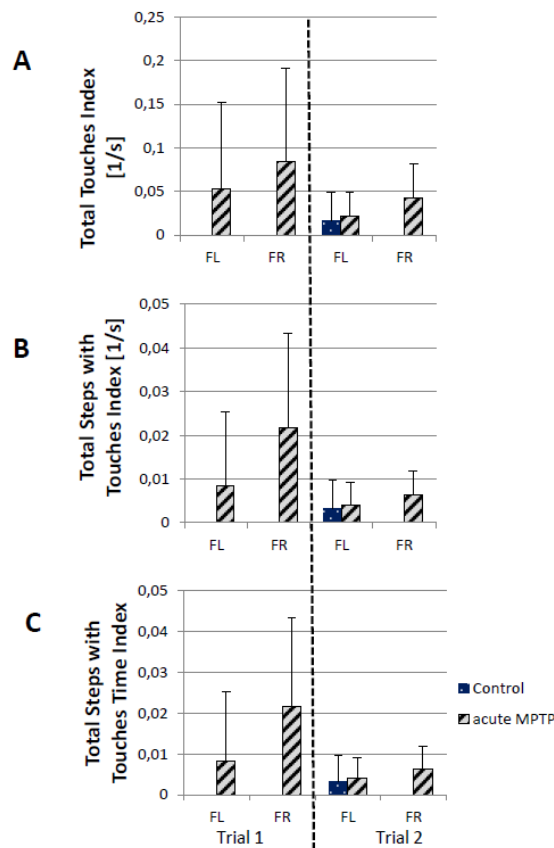 A
Total Touches Index
[1/s]
0,25
0,2
0,15
0,1
0,05
0
FL FR FL FR
B
Total Steps with
Touches Index [1/s]
0,05
0,04
0,03
0,02
0,01
0
FL FR FL FR
C
Total Steps with
Touches Time Index
0,05
0,04
0,03
0,02
0,01
0
FL FR FL FR
Trial 1 Trial 2
Control
acute MPTP